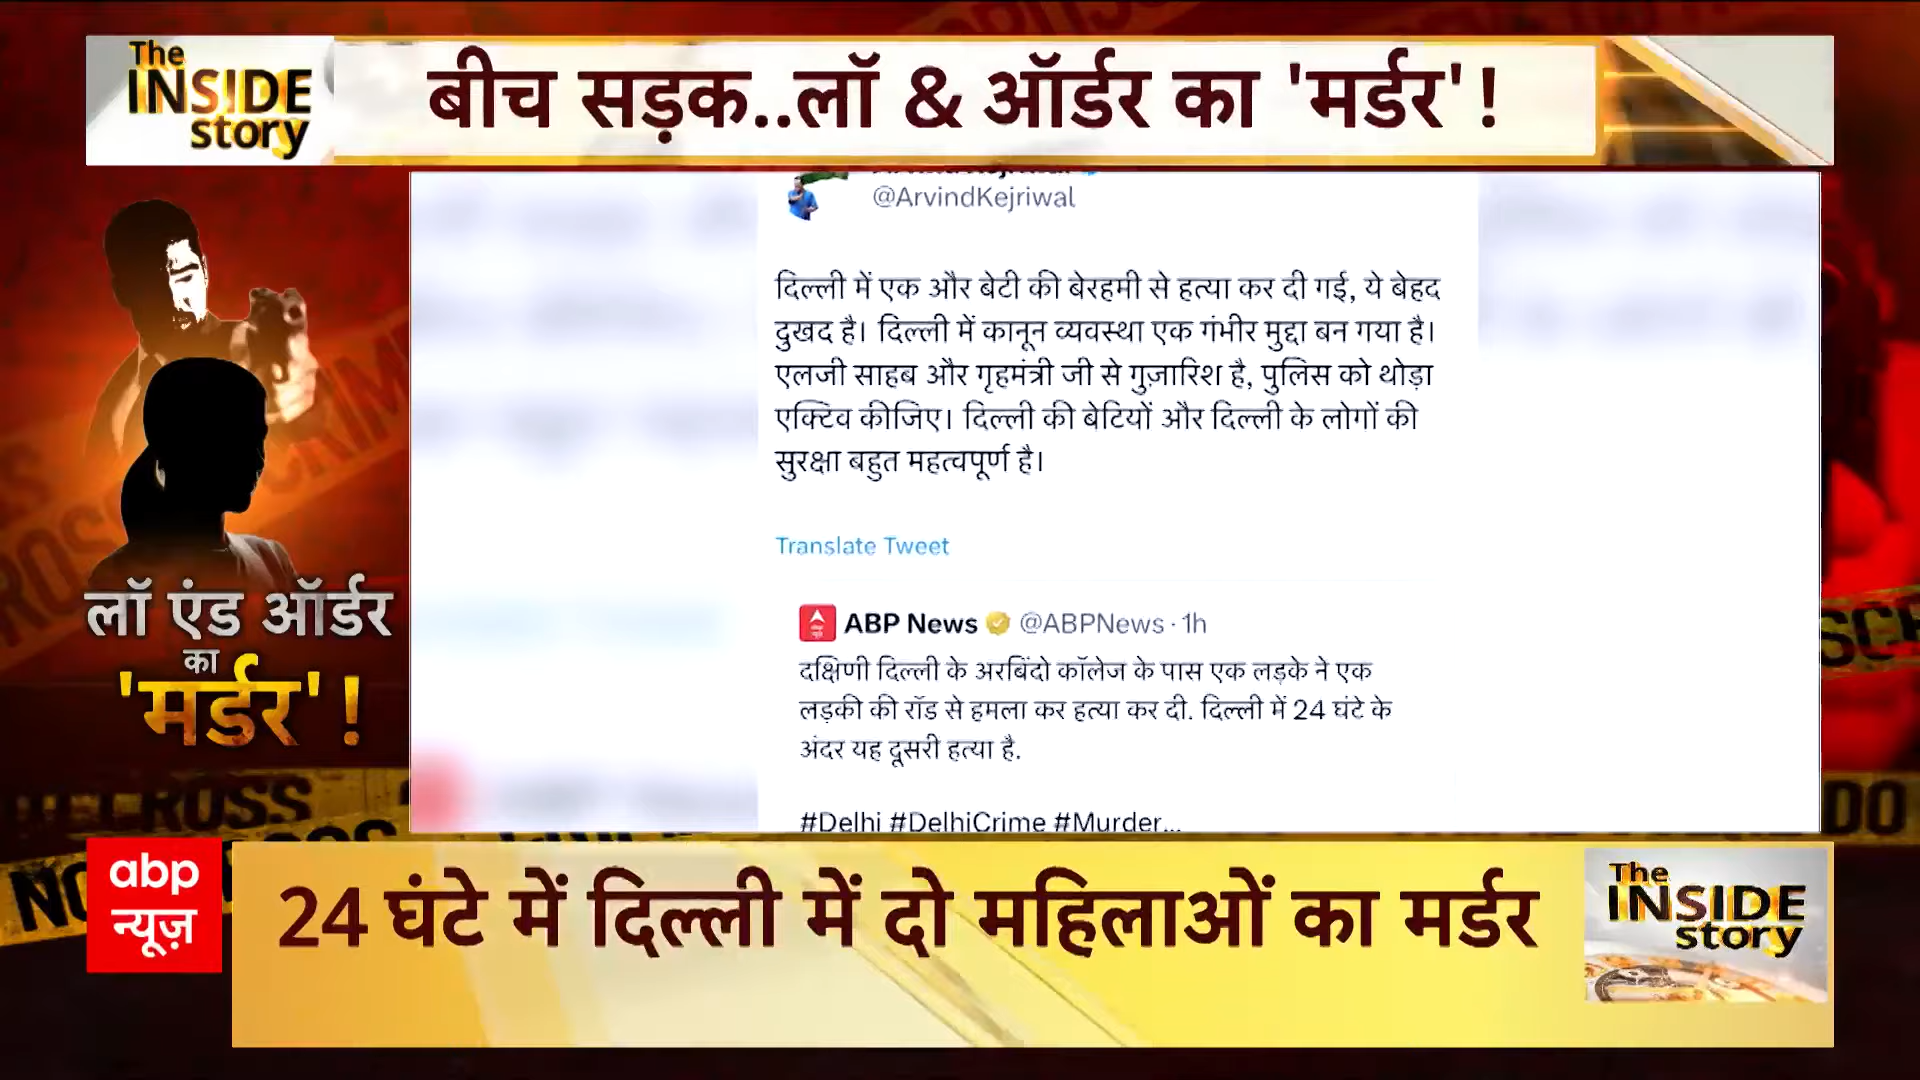 The
INSIDE
story
बीच सड़क..लॉ & ऑर्डर का 'मर्डर'!
@ArvindKejriwal
दिल्ली में एक और बेटी की बेरहमी से हत्या कर दी गई, ये बेहद
दुखद है। दिल्ली में कानून व्यवस्था एक गंभीर मुद्दा बन गया है।
एलजी साहब और गृहमंत्री जी से गुज़ारिश है, पुलिस को थोड़ा
एक्टिव कीजिए। दिल्ली की बेटियों और दिल्ली के लोगों की
सुरक्षा बहुत महत्वपूर्ण है।
Translate Tweet
ABP News @ABPNews · 1h
दक्षिणी दिल्ली के अरबिंदो कॉलेज के पास एक लड़के ने एक
लड़की की रॉड से हमला कर हत्या कर दी. दिल्ली में 24 घंटे के
अंदर यह दूसरी हत्या है.
#Delhi #DelhiCrime #Murder...
लॉ एंड ऑर्डर
का
'मर्डर'!
abp
न्यूज़
24 घंटे में दिल्ली में दो महिलाओं का मर्डर
The
INSIDE
story